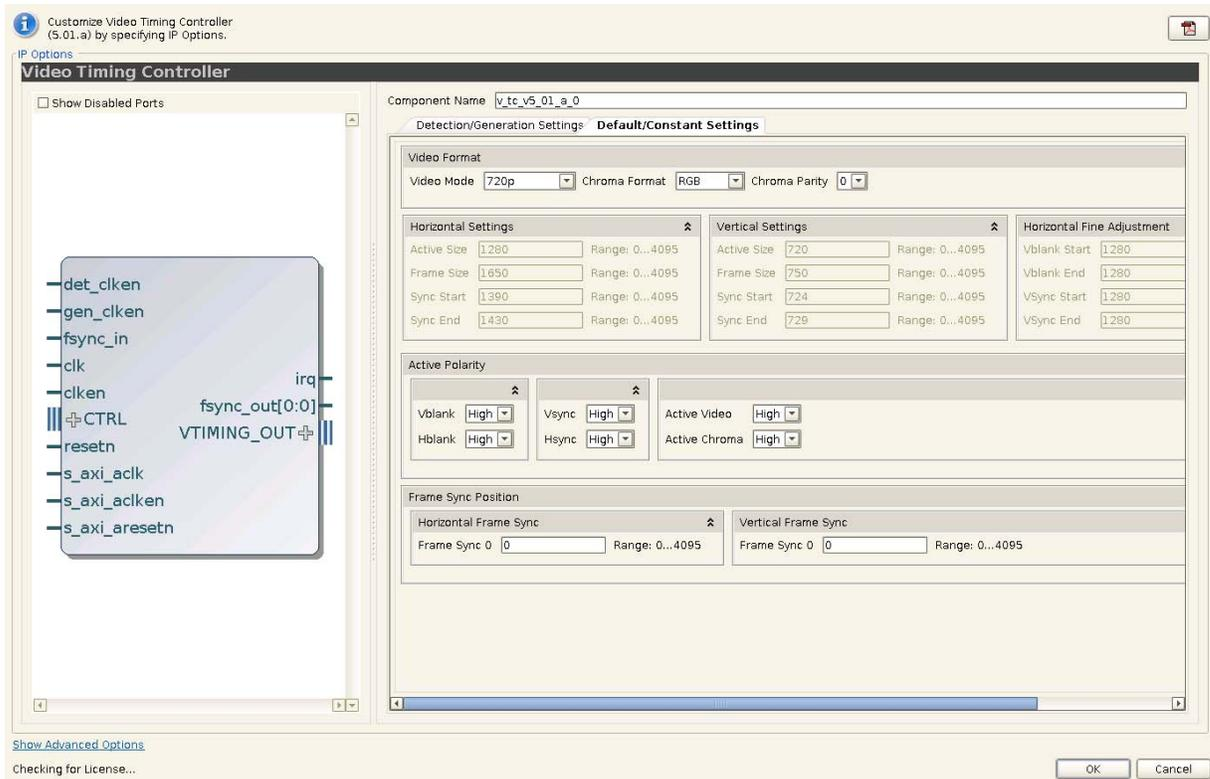 Customize Video Timing Controller
(5.01.a) by specifying IP Options.
IP Options
Video Timing Controller
Show Disabled Ports
det_clken
gen_clken
fsync_in
clk
clken
CTRL
resetn
s_axi_aclk
s_axi_aclken
s_axi_aresetn
irq
fsync_out[0:0]
VTIMING_OUT
Component Name v_tc_v5_01_a_0
Detection/Generation Settings Default/Constant Settings
Video Format
Video Mode 720p Chroma Format RGB Chroma Parity 0
Horizontal Settings
Active Size 1280 Range: 0...4095
Frame Size 1650 Range: 0...4095
Sync Start 1390 Range: 0...4095
Sync End 1430 Range: 0...4095
Vertical Settings
Active Size 720 Range: 0...4095
Frame Size 750 Range: 0...4095
Sync Start 724 Range: 0...4095
Sync End 729 Range: 0...4095
Horizontal Fine Adjustment
Vblank Start 1280
Vblank End 1280
VSync Start 1280
VSync End 1280
Active Polarity
Vblank High
Hblank High
Vsync High
Hsync High
Active Video High
Active Chroma High
Frame Sync Position
Horizontal Frame Sync
Frame Sync 0 0 Range: 0...4095
Vertical Frame Sync
Frame Sync 0 0 Range: 0...4095
Show Advanced Options
Checking for License...
OK Cancel